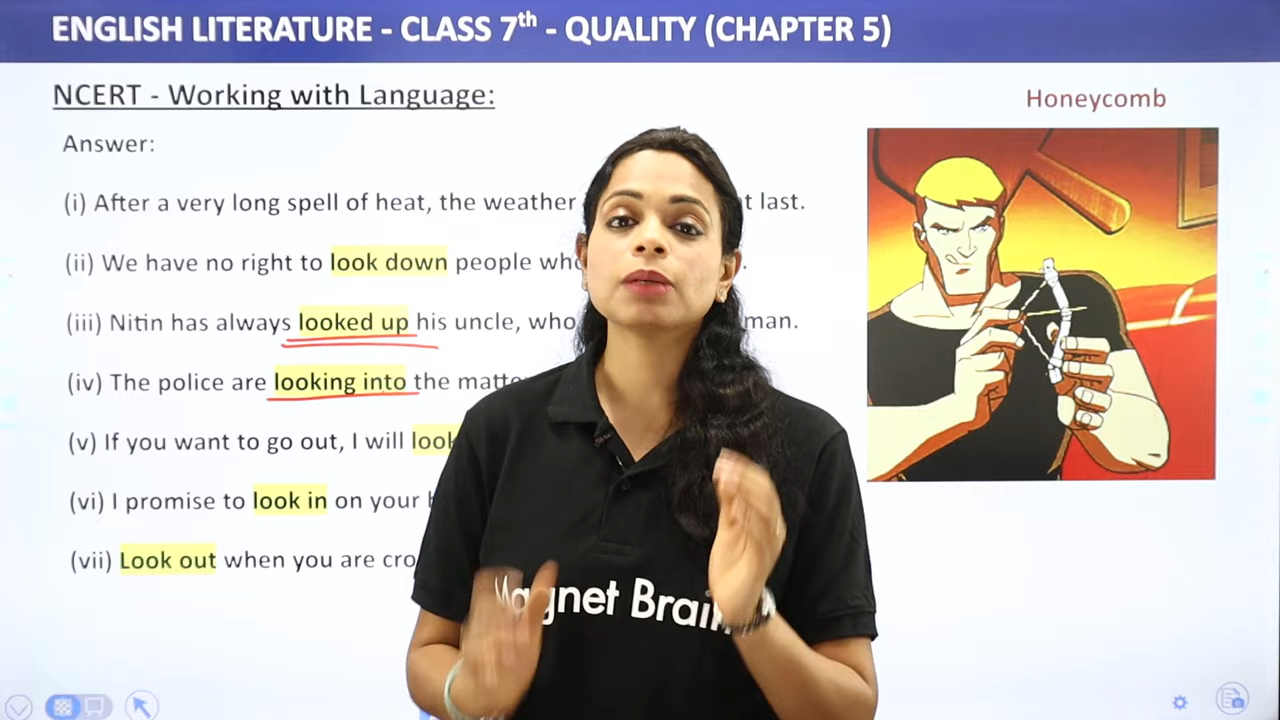 ENGLISH LITERATURE - CLASS 7th - QUALITY (CHAPTER 5)
NCERT - Working with Language:
Honeycomb
Answer:
(i) After a very long spell of heat, the weather t last.
(ii) We have no right to look down people who .
(iii) Nitin has always looked up his uncle, who man.
(iv) The police are looking into the matte
(v) If you want to go out, I will look
(vi) I promise to look in on your
(vii) Look out when you are cro
Magnet Brain